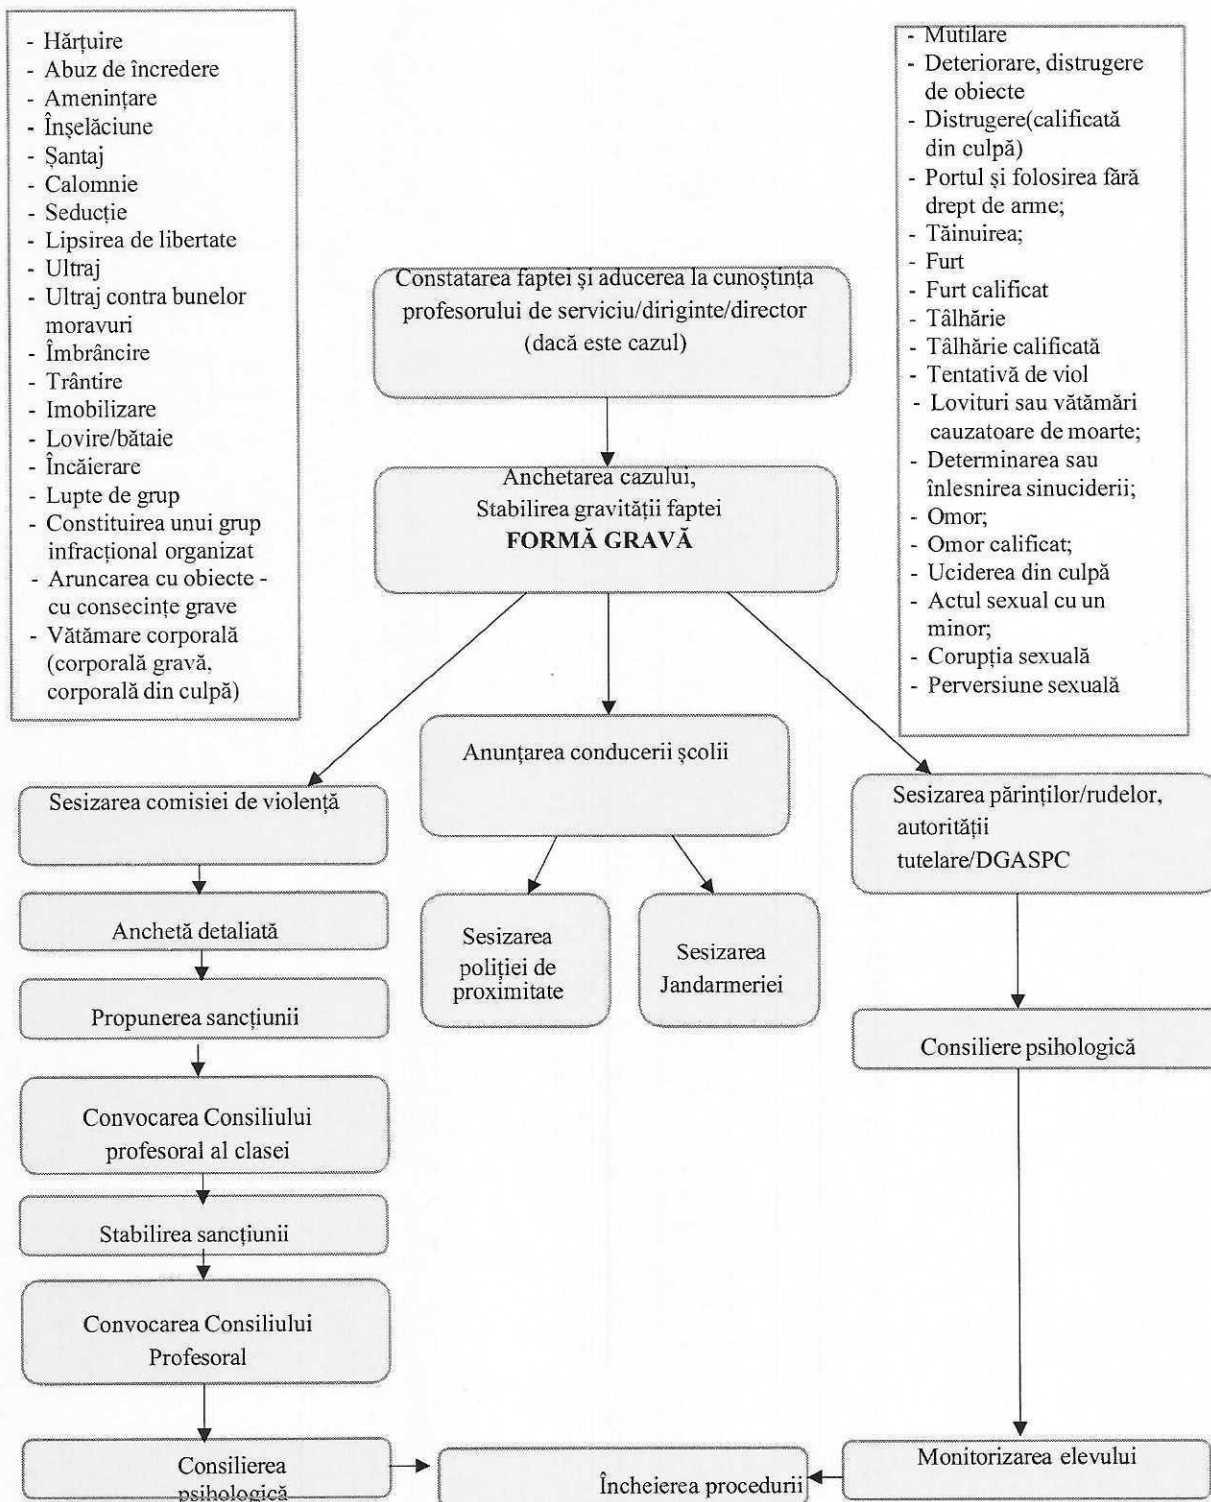 - Hărțuire
- Abuz de încredere
- Amenințare
- Înșelăciune
- Șantaj
- Calomnie
- Seducție
- Lipsirea de libertate
- Ultraj
- Ultraj contra bunelor
moravuri
- Îmbrâncire
- Trântire
- Imobilizare
- Lovire/bătaie
- Încăierare
- Lupte de grup
- Constituirea unui grup
infracțional organizat
- Aruncarea cu obiecte -
cu consecințe grave
- Vătămare corporală
(corporală gravă,
corporală din culpă)
- Mutilare
- Deteriorare, distrugere
de obiecte
- Distrugere(calificată
din culpă)
- Portul și folosirea fără
drept de arme;
- Tăinuirea;
- Furt
- Furt calificat
- Tâlhărie
- Tâlhărie calificată
- Tentativă de viol
- Lovituri sau vătămări
cauzatoare de moarte;
- Determinarea sau
înlesnirea sinuciderii;
- Omor;
- Omor calificat;
- Uciderea din culpă
- Actul sexual cu un
minor;
- Corupția sexuală
- Perversiune sexuală
Constatarea faptei și aducerea la cunoștința
profesorului de serviciu/diriginte/director
(dacă este cazul)
Anchetarea cazului,
Stabilirea gravității faptei
FORMĂ GRAVĂ
Sesizarea comisiei de violență
Anchetă detaliată
Propunerea sancțiunii
Convocarea Consiliului
profesoral al clasei
Stabilirea sancțiunii
Convocarea Consiliului
Profesoral
Consilierea
psihologică
Anunțarea conducerii școlii
Sesizarea
poliției de
proximitate
Sesizarea
Jandarmeriei
Sesizarea părinților/rudelor,
autorității
tutelare/DGASPC
Consiliere psihologică
Monitorizarea elevului
Încheierea procedurii